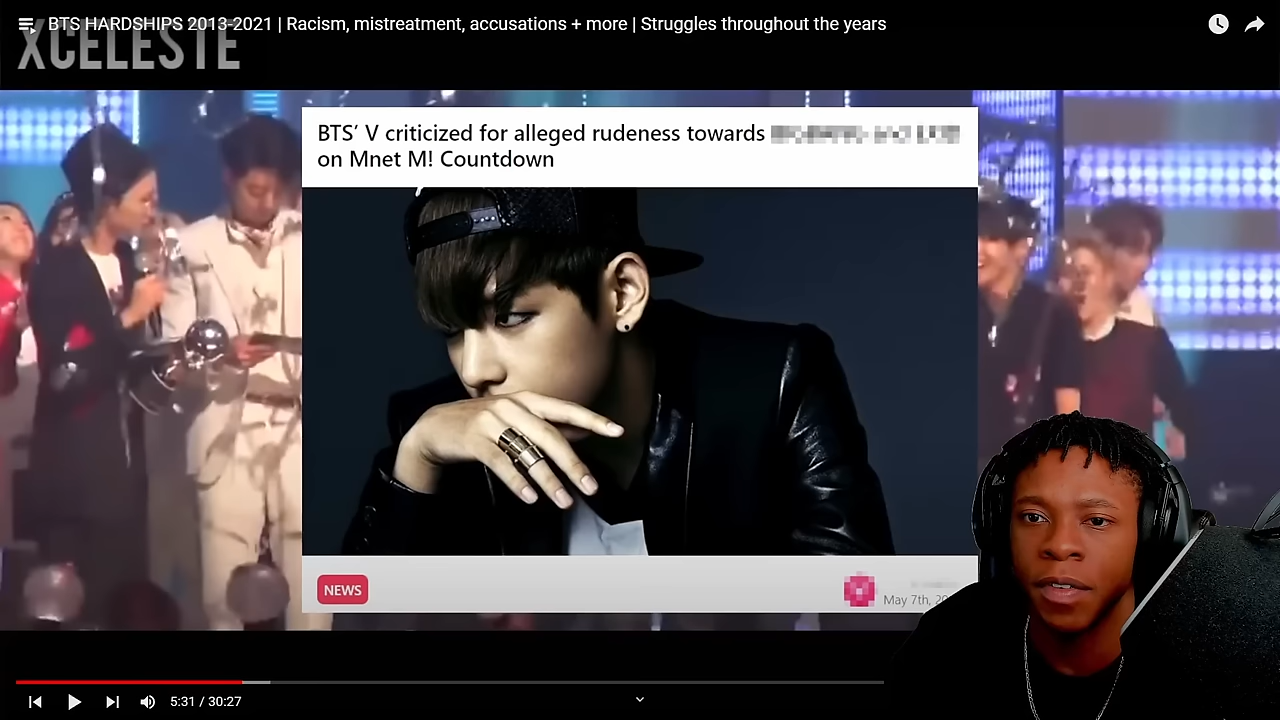 BTS HARDSHIPS 2013-2021 | Racism, mistreatment, accusations + more | Struggles throughout the years
XCELESTE
BTS' V criticized for alleged rudeness towards
on Mnet M! Countdown
NEWS
May 7th,
5:31 / 30:27